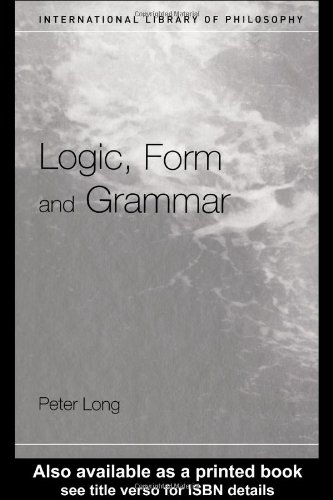 INTERNATIONAL LIBRARY OF PHILOSOPHY
Logic, Form
and Grammar
Peter Long
Also available as a printed book
see title verso for ISBN details